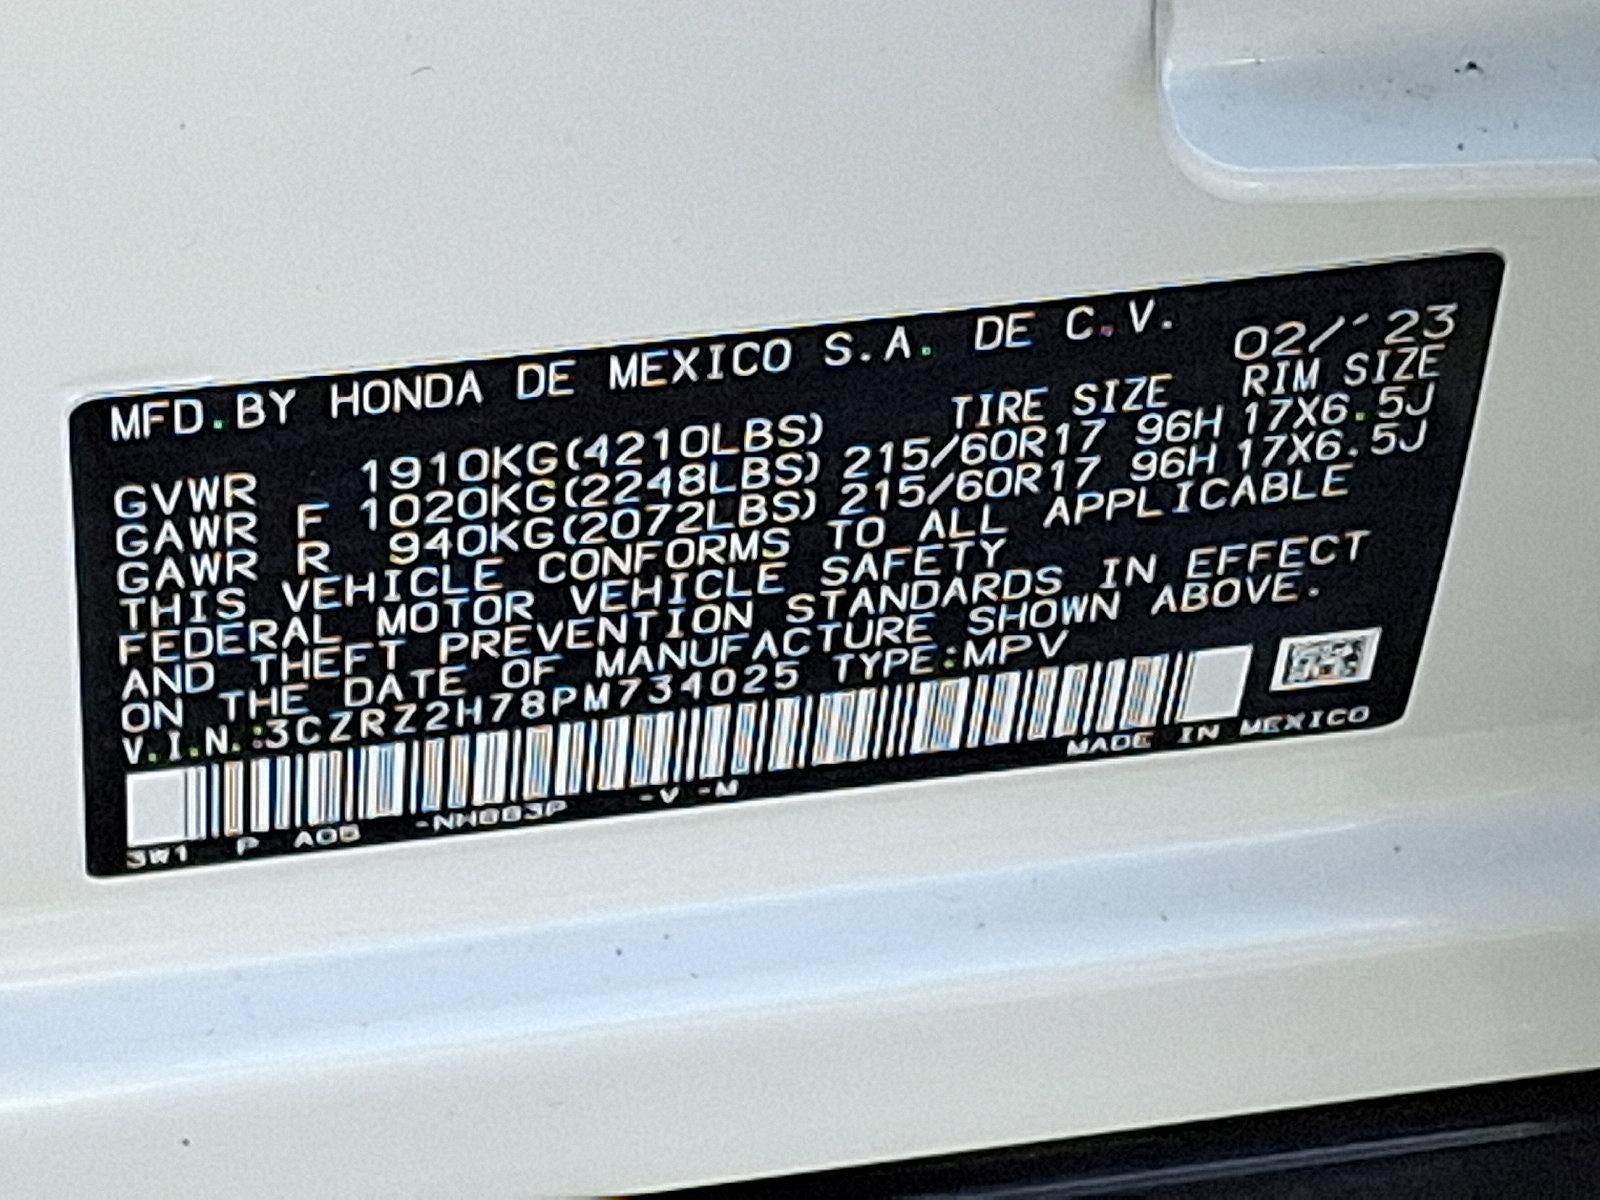 MFD.BY HONDA DE MEXICO S.A. DE C.V. 02/'23
TIRE SIZE RIM SIZE
GVWR 1910KG(4210LBS)
GAWR F 1020KG(2248LBS) 215/60R17 96H 17X6.5J
GAWR R 940KG(2072LBS) 215/60R17 96H 17X6.5J
THIS VEHICLE CONFORMS TO ALL APPLICABLE
FEDERAL MOTOR VEHICLE SAFETY
AND THEFT PREVENTION STANDARDS IN EFFECT
ON THE DATE OF MANUFACTURE SHOWN ABOVE.
V.I.N.:3CZRZ2H78PM734025 TYPE:MPV
MADE IN MEXICO
3W1 P A05 -NH883P -V -M